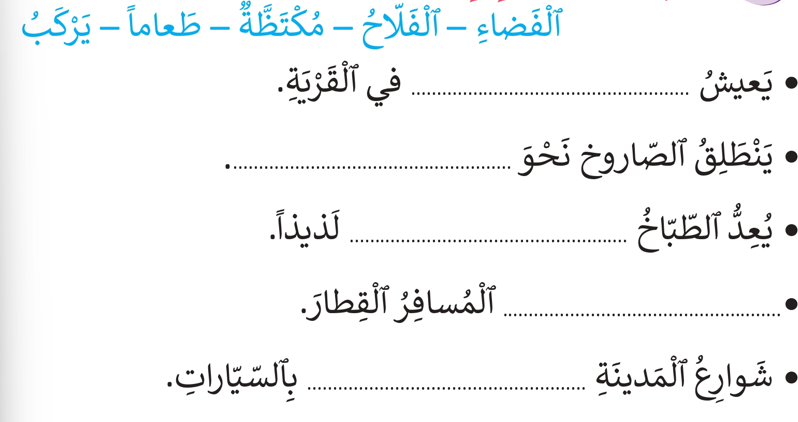 ٱلْفَضاءِ – ٱلْفَلّاحُ – مُكْتَظَّةٌ – طَعاماً – يَرْكَبُ
• يَعيشُ ........................ في ٱلْقَرْيَةِ.
• يَنْطَلِقُ ٱلصّاروخ نَحْوَ ........................ .
• يُعِدُّ ٱلطَّبّاخُ ........................ لَذيذاً.
• ........................ ٱلْمُسافِرُ ٱلْقِطارَ.
• شَوارِعُ ٱلْمَدينَةِ ........................ بِٱلسّيّاراتِ.